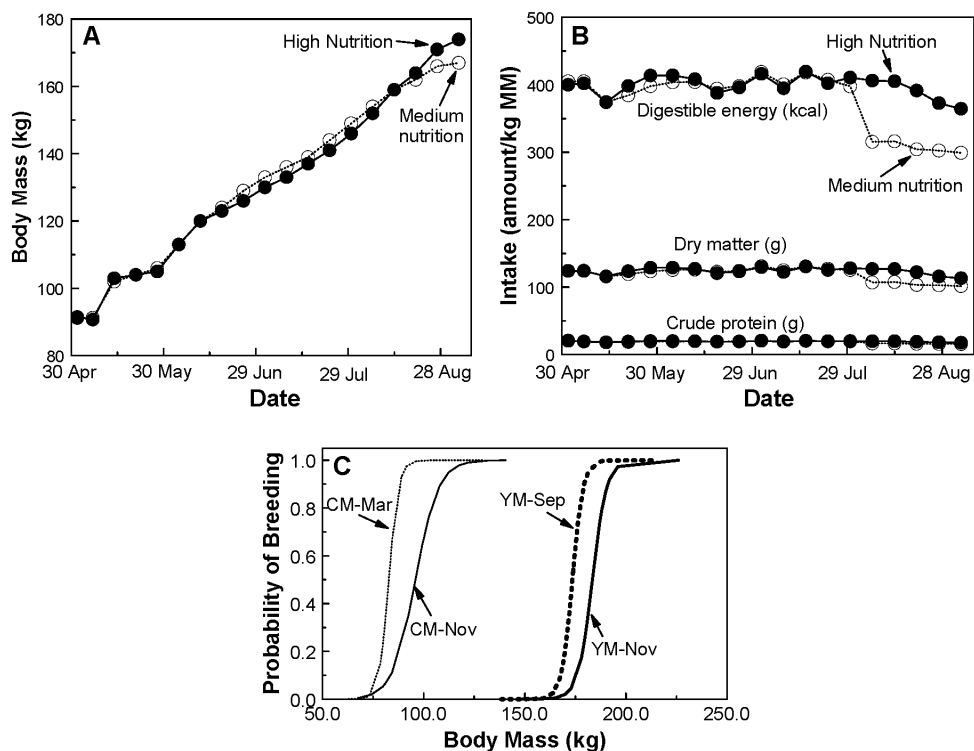 A
180
160
140
120
100
80
Body Mass (kg)
High Nutrition
Medium
nutrition
30 Apr
30 May
29 Jun
29 Jul
28 Aug
Date
B
500
400
300
200
100
0
Intake (amount/kg MM)
High Nutrition
Digestible energy (kcal)
Medium nutrition
Dry matter (g)
Crude protein (g)
30 Apr
30 May
29 Jun
29 Jul
28 Aug
Date
C
1.0
0.8
0.6
0.4
0.2
0.0
Probability of Breeding
CM-Mar
CM-Nov
YM-Sep
YM-Nov
50.0
100.0
150.0
200.0
250.0
Body Mass (kg)